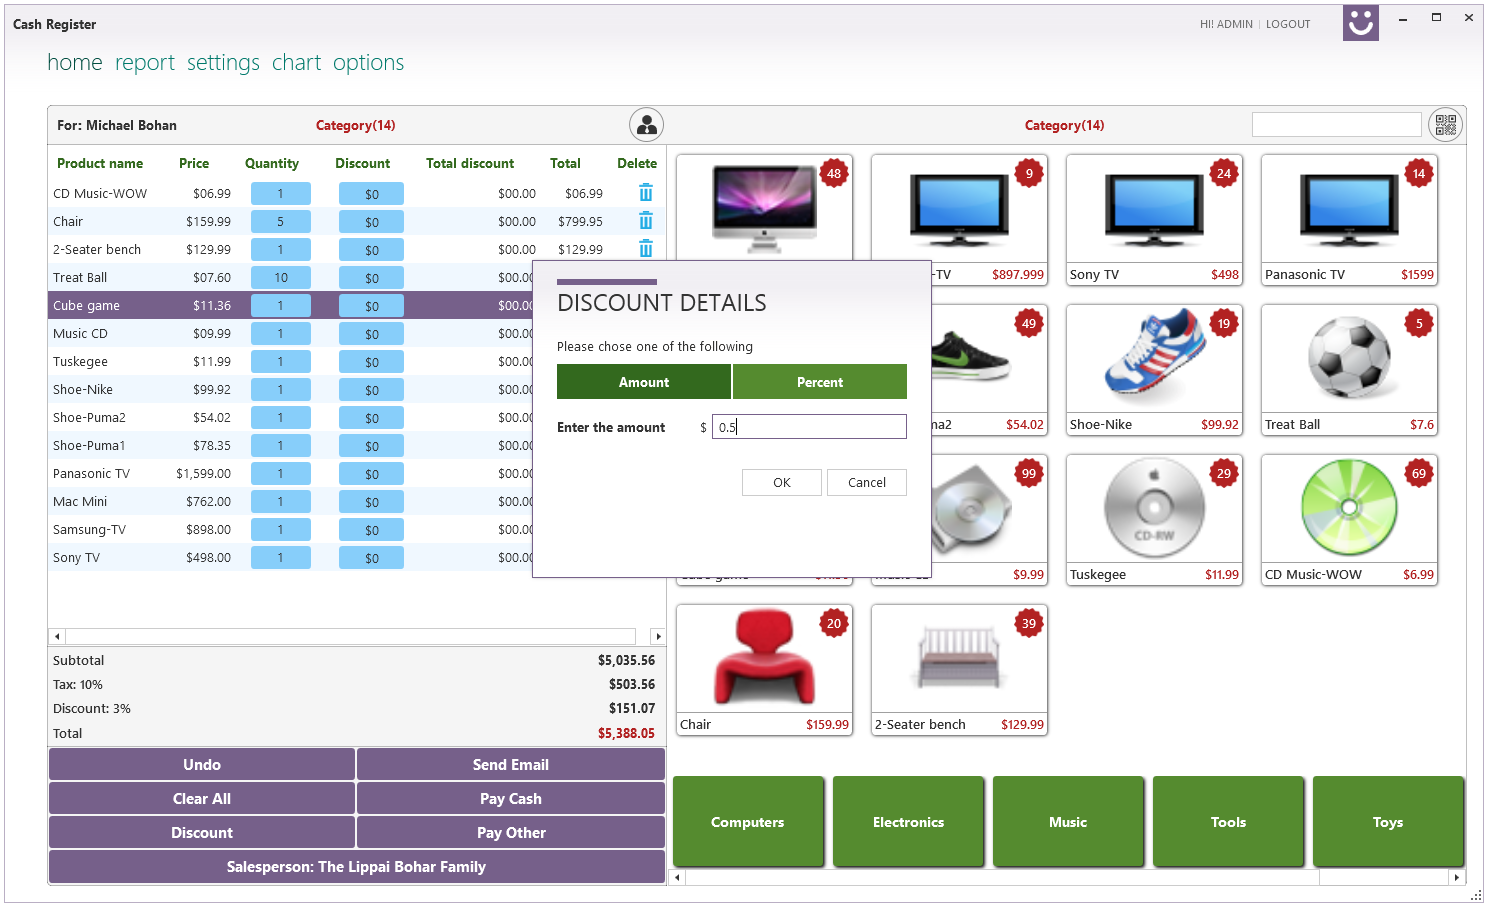 Cash Register
HI! ADMIN | LOGOUT
home report settings chart options
For: Michael Bohan Category(14)
Category(14)
Product name Price Quantity Discount Total discount Total Delete
CD Music-WOW $06.99 1 $0 $00.00 $06.99
Chair $159.99 5 $0 $00.00 $799.95
2-Seater bench $129.99 1 $0 $00.00 $129.99
Treat Ball $07.60 10 $0 $00.00
Cube game $11.36 1 $0 $00.00
Music CD $09.99 1 $0 $00.00
Tuskegee $11.99 1 $0 $00.00
Shoe-Nike $99.92 1 $0 $00.00
Shoe-Puma2 $54.02 1 $0 $00.00
Shoe-Puma1 $78.35 1 $0 $00.00
Panasonic TV $1,599.00 1 $0 $00.00
Mac Mini $762.00 1 $0 $00.00
Samsung-TV $898.00 1 $0 $00.00
Sony TV $498.00 1 $0 $00.00
Subtotal $5,035.56
Tax: 10% $503.56
Discount: 3% $151.07
Total $5,388.05
Undo Send Email
Clear All Pay Cash
Discount Pay Other
Salesperson: The Lippai Bohar Family
DISCOUNT DETAILS
Please chose one of the following
Amount Percent
Enter the amount $ 0.5
OK Cancel
48 9 24 14
-TV $897.999 Sony TV $498 Panasonic TV $1599
49 19 5
ma2 $54.02 Shoe-Nike $99.92 Treat Ball $7.6
99 29 69
CD-RW
$9.99 Tuskegee $11.99 CD Music-WOW $6.99
20 39
Chair $159.99 2-Seater bench $129.99
Computers Electronics Music Tools Toys